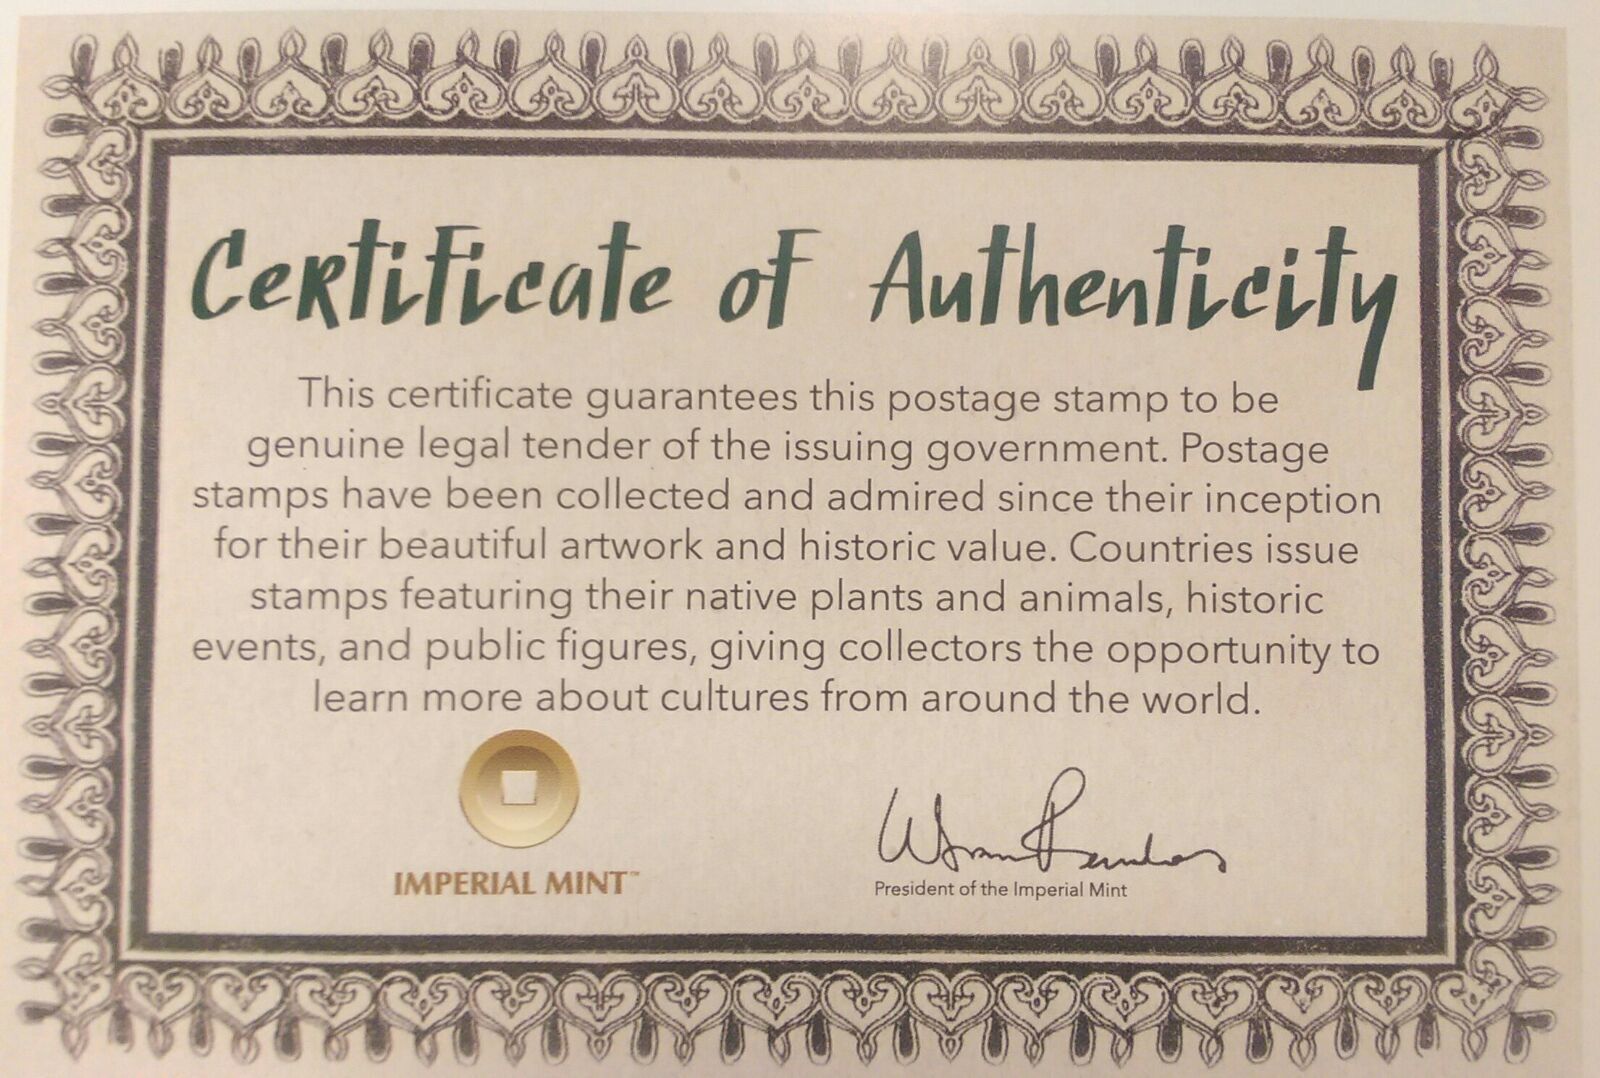 Certificate of Authenticity
This certificate guarantees this postage stamp to be
genuine legal tender of the issuing government. Postage
stamps have been collected and admired since their inception
for their beautiful artwork and historic value. Countries issue
stamps featuring their native plants and animals, historic
events, and public figures, giving collectors the opportunity to
learn more about cultures from around the world.
IMPERIAL MINT™
President of the Imperial Mint